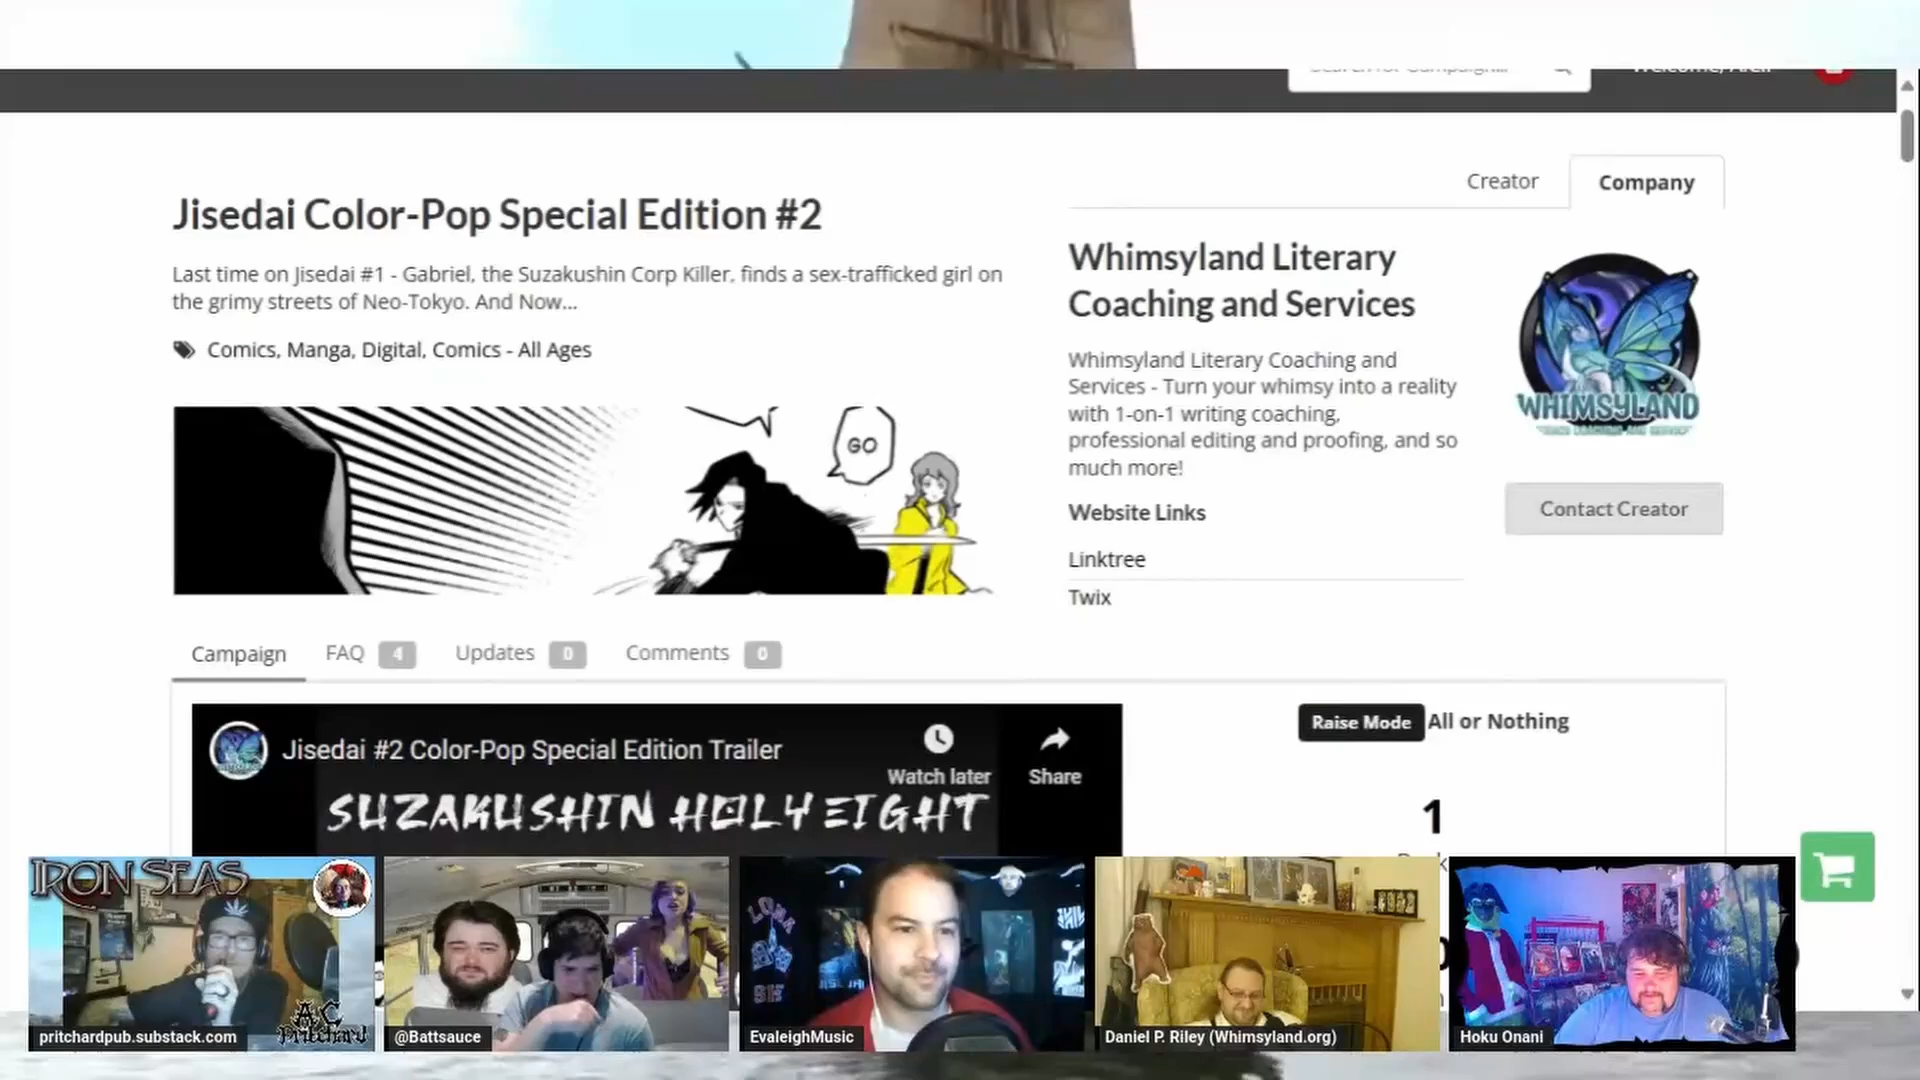 Creator
Company
Jisedai Color-Pop Special Edition #2
Last time on Jisedai #1 - Gabriel, the Suzakushin Corp Killer, finds a sex-trafficked girl on
the grimy streets of Neo-Tokyo. And Now...
Comics, Manga, Digital, Comics - All Ages
GO
Whimsyland Literary
Coaching and Services
Whimsyland Literary Coaching and
Services - Turn your whimsy into a reality
with 1-on-1 writing coaching,
professional editing and proofing, and so
much more!
Website Links
Linktree
Twix
WHIMSYLAND
Contact Creator
Campaign
FAQ 4
Updates 0
Comments 0
Jisedai #2 Color-Pop Special Edition Trailer
Watch later
Share
SUZAKUSHIN HOLY EIGHT
Raise Mode All or Nothing
1
IRON SEAS
AC
Pritchard
pritchardpub.substack.com
@Battsauce
EvaleighMusic
Daniel P. Riley (Whimsyland.org)
Hoku Onani